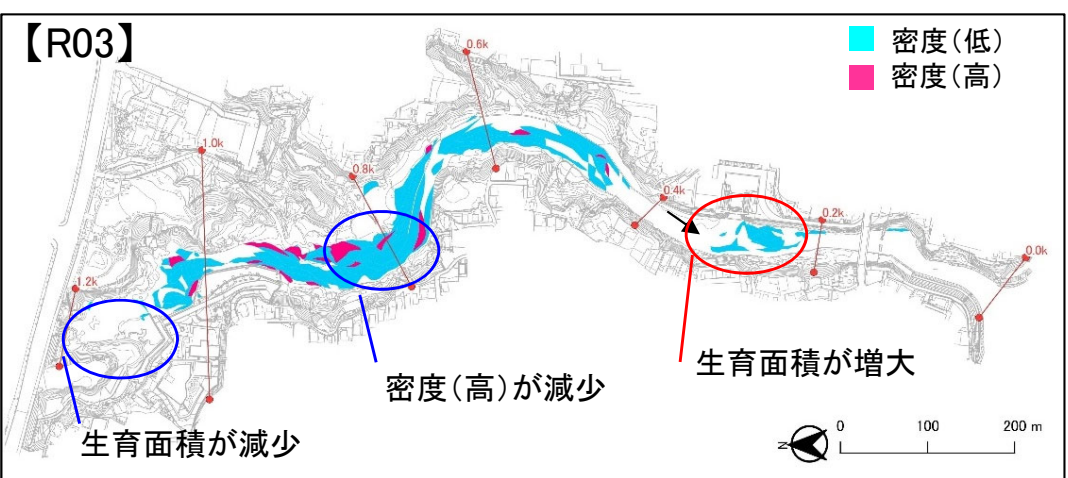 【R03】
密度(低)
密度(高)
0.6k
1.0k
0.8k
0.4k
0.2k
0.0k
1.2k
生育面積が増大
密度(高)が減少
生育面積が減少
N
0 100 200 m